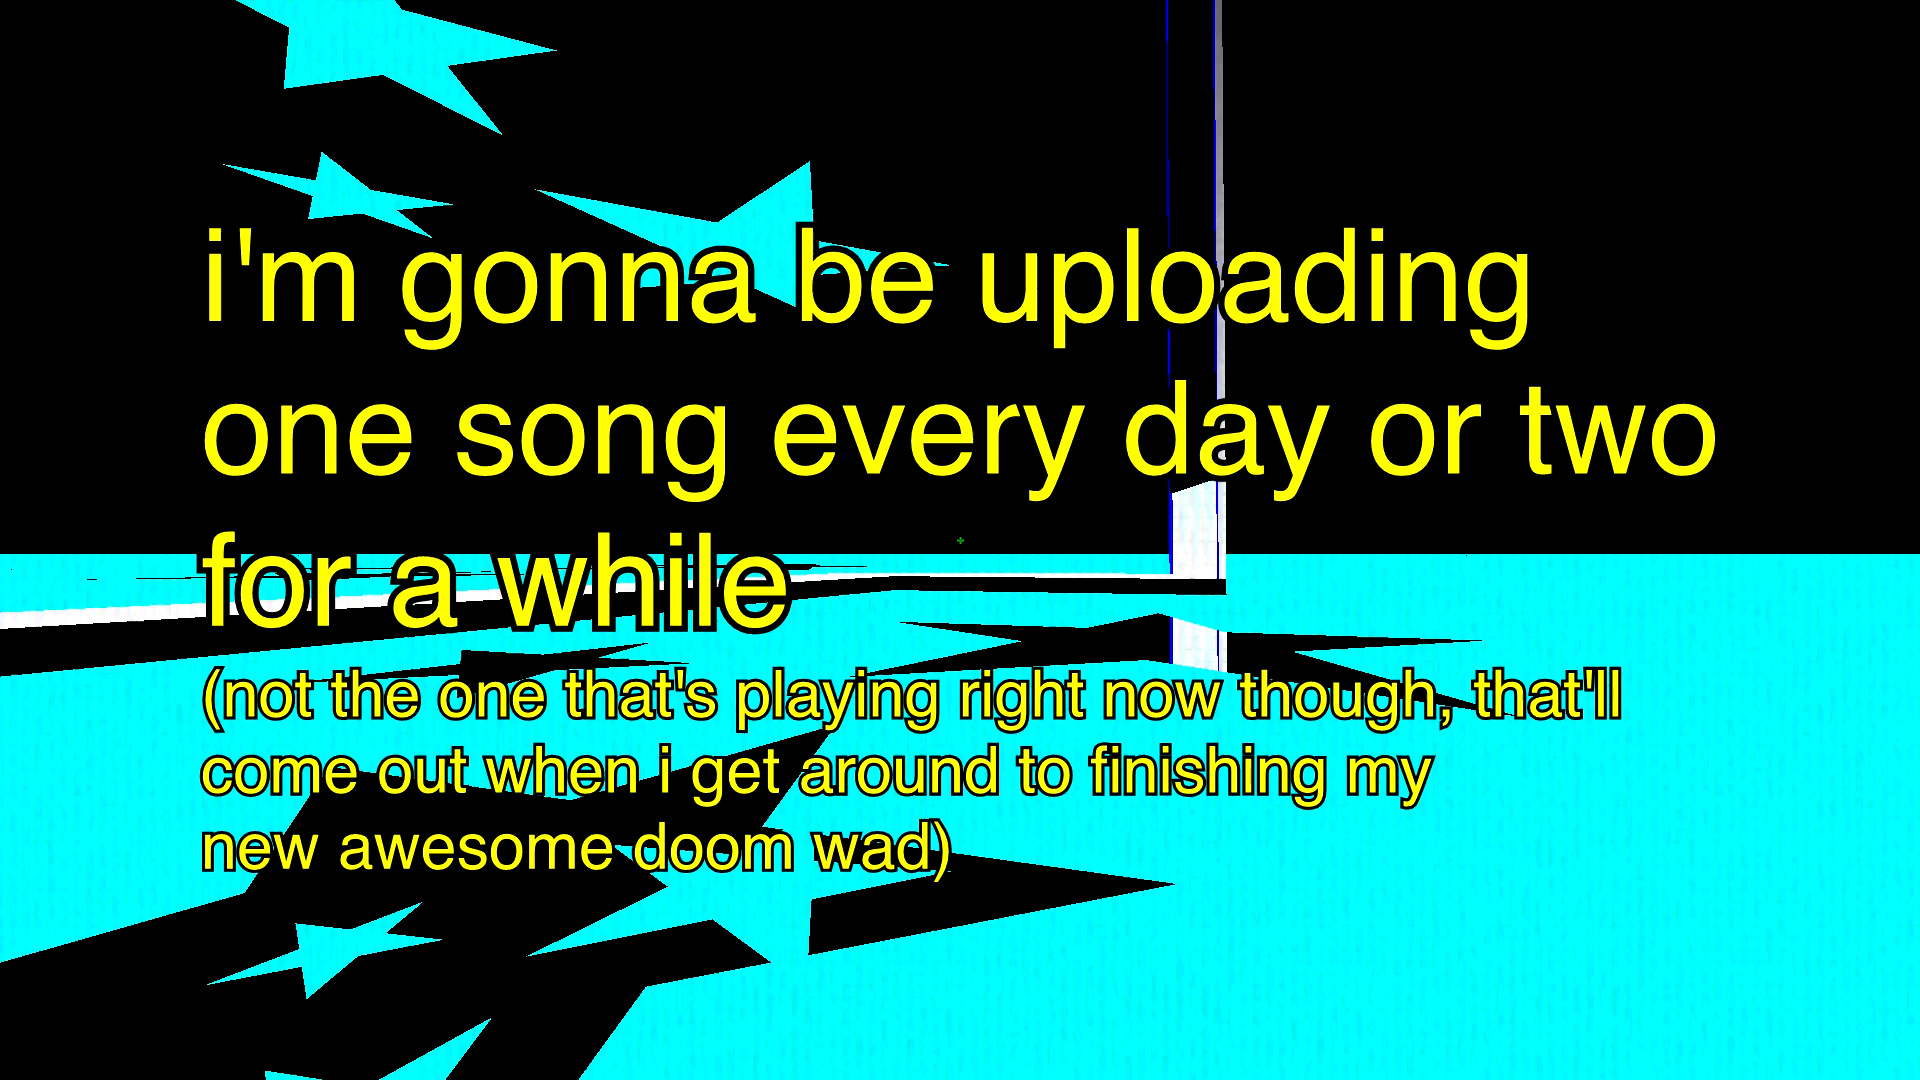 i'm gonna be uploading
one song every day or two
for a while
(not the one that's playing right now though, that'll
come out when i get around to finishing my
new awesome doom wad)